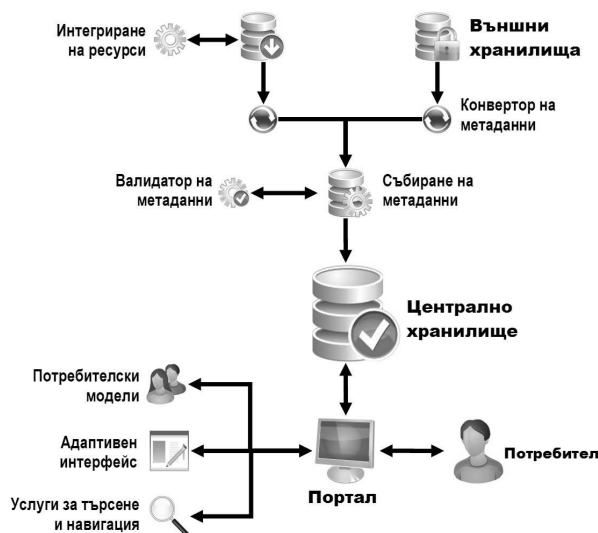 Интегриране
на ресурси
Външни
хранилища
Конвертор на
метаданни
Валидатор на
метаданни
Събиране на
метаданни
Централно
хранилище
Потребителски
модели
Адаптивен
интерфейс
Портал
Потребител
Услуги за търсене
и навигация